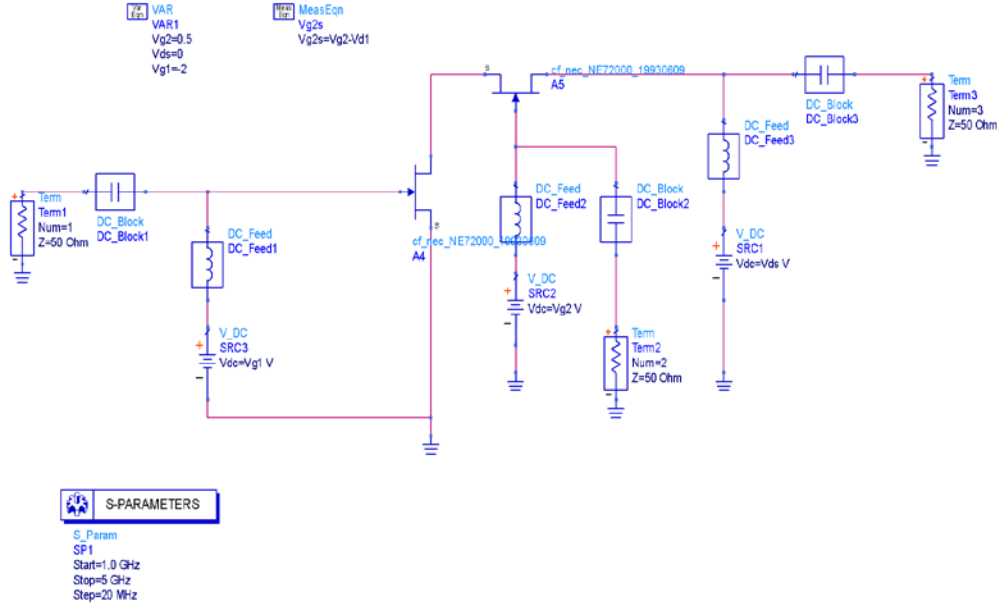 Var
Eqn
VAR
VAR1
Vg2=0.5
Vds=0
Vg1=-2
Meas
Eqn
MeasEqn
Vg2s
Vg2s=Vg2-Vd1
s
cf_nec_NE72000_19930609
A5
DC_Block
DC_Block3
+
Term
Term3
Num=3
Z=50 Ohm
-
DC_Feed
DC_Feed3
+
Term
Term1
Num=1
Z=50 Ohm
-
DC_Block
DC_Block1
DC_Feed
DC_Feed1
s
cf_nec_NE72000_19930609
A4
DC_Feed
DC_Feed2
DC_Block
DC_Block2
+
V_DC
SRC1
Vdc=Vds V
-
+
V_DC
SRC2
Vdc=Vg2 V
-
+
V_DC
SRC3
Vdc=Vg1 V
-
+
Term
Term2
Num=2
Z=50 Ohm
-
S-PARAMETERS
S_Param
SP1
Start=1.0 GHz
Stop=5 GHz
Step=20 MHz